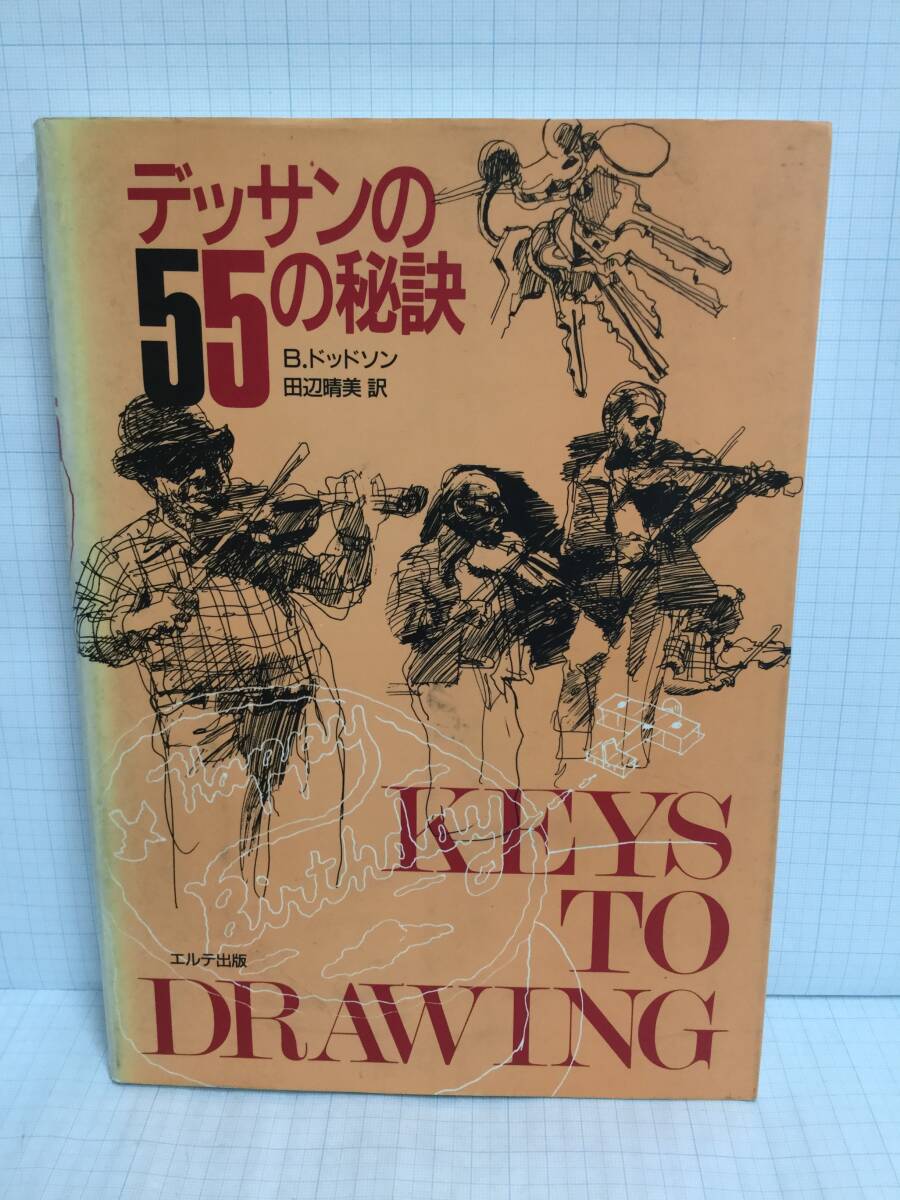 デッサンの
55の秘訣
B.ドッドソン
田辺晴美 訳
Happy
Birthday
KEYS
TO
DRAWING
エルテ出版